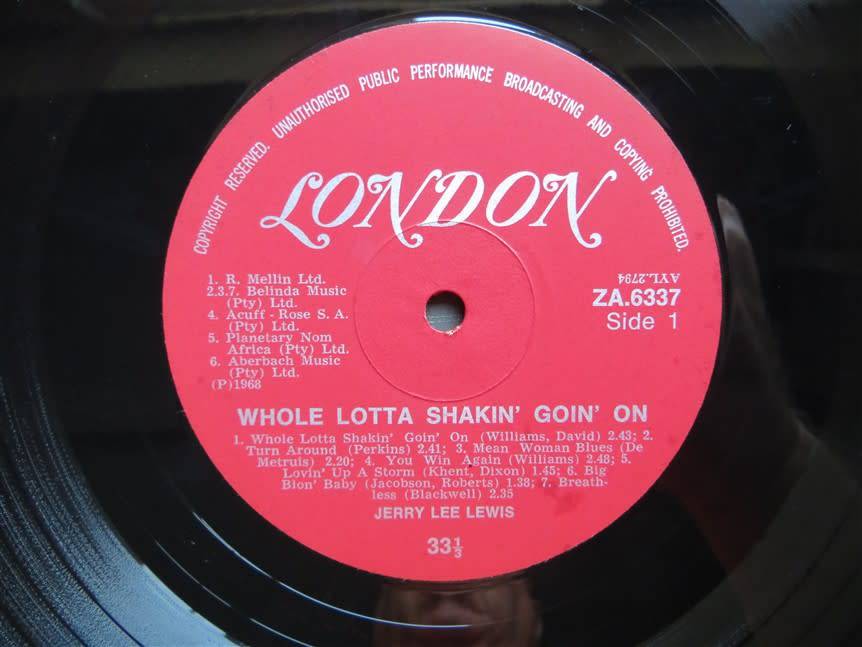 COPYRIGHT RESERVED. UNAUTHORISED PUBLIC PERFORMANCE BROADCASTING AND COPYING PROHIBITED.
LONDON
1. R. Mellin Ltd.
2.3.7. Belinda Music
(Pty) Ltd.
4. Acuff - Rose S. A.
(Pty) Ltd.
5. Planetary Nom
Africa (Pty) Ltd.
6. Aberbach Music
(Pty) Ltd.
(P)1968
AYL.2794
ZA.6337
Side 1
WHOLE LOTTA SHAKIN' GOIN' ON
1. Whole Lotta Shakin' Goin' On (Williams, David) 2.43; 2.
Turn Around (Perkins) 2.41; 3. Mean Woman Blues (De
Metruis) 2.20; 4. You Win Again (Williams) 2.48; 5.
Lovin' Up A Storm (Khent, Dixon) 1.45; 6. Big
Blon' Baby (Jacobson, Roberts) 1.38; 7. Breath-
less (Blackwell) 2.35
JERRY LEE LEWIS
33⅓